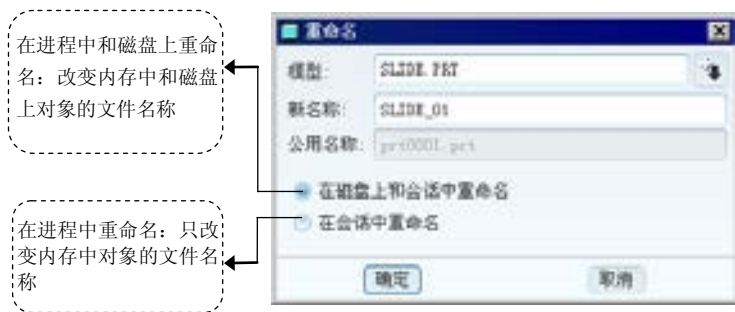 在进程中和磁盘上重命
名：改变内存中和磁盘
上对象的文件名称
在进程中重命名：只改
变内存中对象的文件名
称
重命名
模型: SLIDE.PRT
新名称: SLIDE_01
公用名称: prt0001.prt
在磁盘上和会话中重命名
在会话中重命名
确定 取消